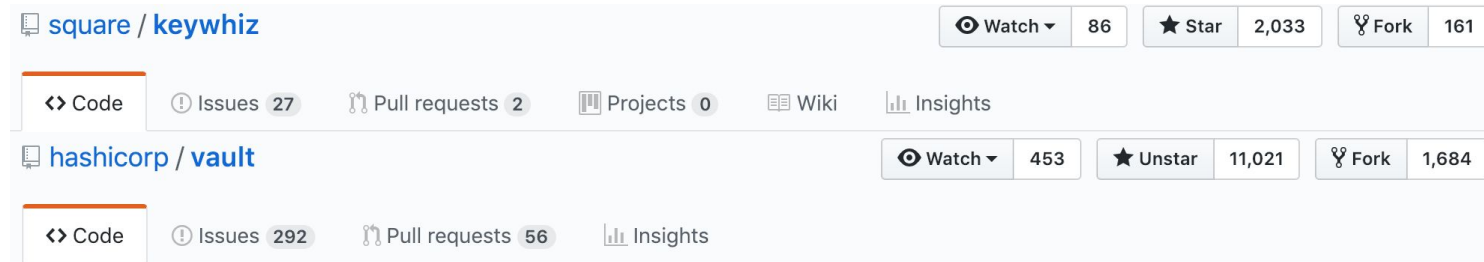 square / keywhiz Watch 86 Star 2,033 Fork 161
Code Issues 27 Pull requests 2 Projects 0 Wiki Insights
hashicorp / vault Watch 453 Unstar 11,021 Fork 1,684
Code Issues 292 Pull requests 56 Insights